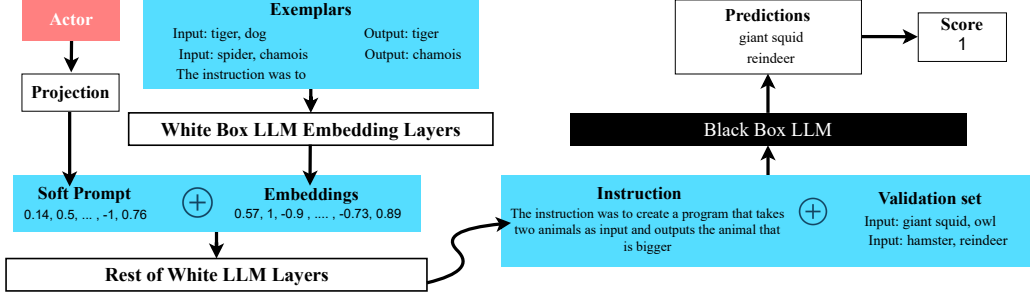 Actor
Projection
Exemplars
Input: tiger, dog Output: tiger
Input: spider, chamois Output: chamois
The instruction was to
White Box LLM Embedding Layers
Soft Prompt
0.14, 0.5, ... , -1, 0.76
Embeddings
0.57, 1, -0.9 , .... , -0.73, 0.89
Rest of White LLM Layers
Predictions
giant squid
reindeer
Score
1
Black Box LLM
Instruction
The instruction was to create a program that takes
two animals as input and outputs the animal that
is bigger
Validation set
Input: giant squid, owl
Input: hamster, reindeer